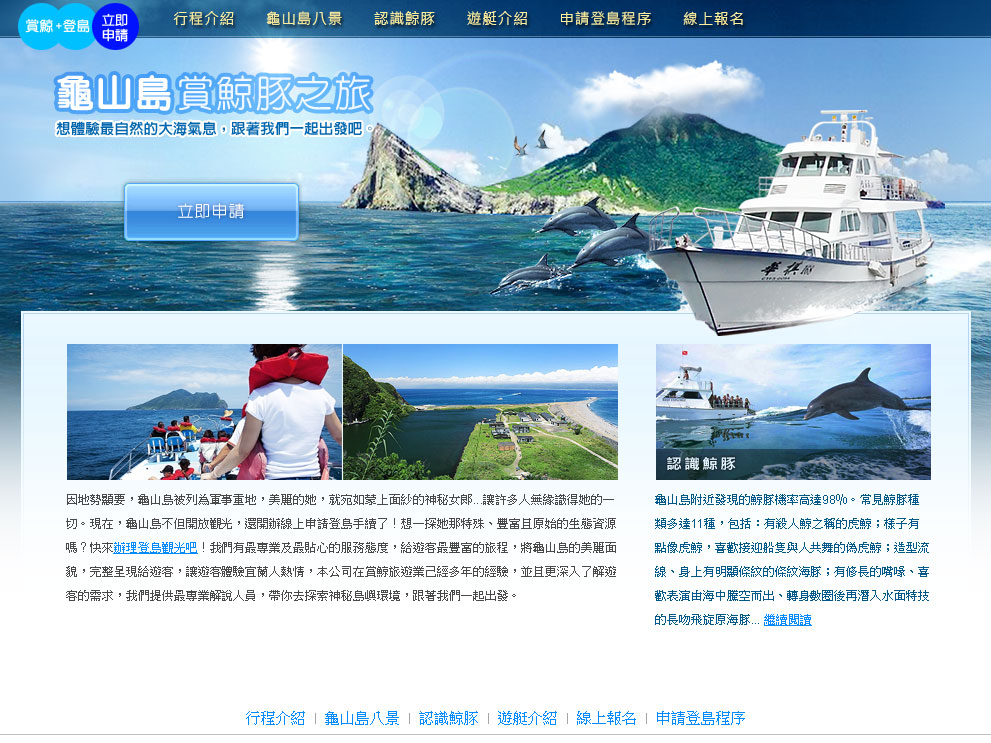 賞鯨+登島 立即申請
行程介紹 龜山島八景 認識鯨豚 遊艇介紹 申請登島程序 線上報名
龜山島賞鯨豚之旅
想體驗最自然的大海氣息，跟著我們一起出發吧。
立即申請
華棋168
認識鯨豚
因地勢顯要，龜山島被列為軍事重地，美麗的她，就宛如蒙上面紗的神秘女郎...讓許多人無緣識得她的一
切。現在，龜山島不但開放觀光，還開辦線上申請登島手續了！想一探她那特殊、豐富且原始的生態資源
嗎？快來辦理登島觀光吧！我們有最專業及最貼心的服務態度，給遊客最豐富的旅程，將龜山島的美麗面
貌，完整呈現給遊客，讓遊客體驗宜蘭人熱情，本公司在賞鯨旅遊業已經多年的經驗，並且更深入了解遊
客的需求，我們提供最專業解說人員，帶你去探索神秘島嶼環境，跟著我們一起出發。
龜山島附近發現的鯨豚機率高達98%。常見鯨豚種
類多達11種，包括：有殺人鯨之稱的虎鯨；樣子有
點像虎鯨，喜歡接迎船隻與人共舞的偽虎鯨；造型流
線、身上有明顯條紋的條紋海豚；有修長的嘴喙、喜
歡表演由海中騰空而出、轉身數圈後再潛入水面特技
的長吻飛旋原海豚... 繼續閱讀
行程介紹 | 龜山島八景 | 認識鯨豚 | 遊艇介紹 | 線上報名 | 申請登島程序